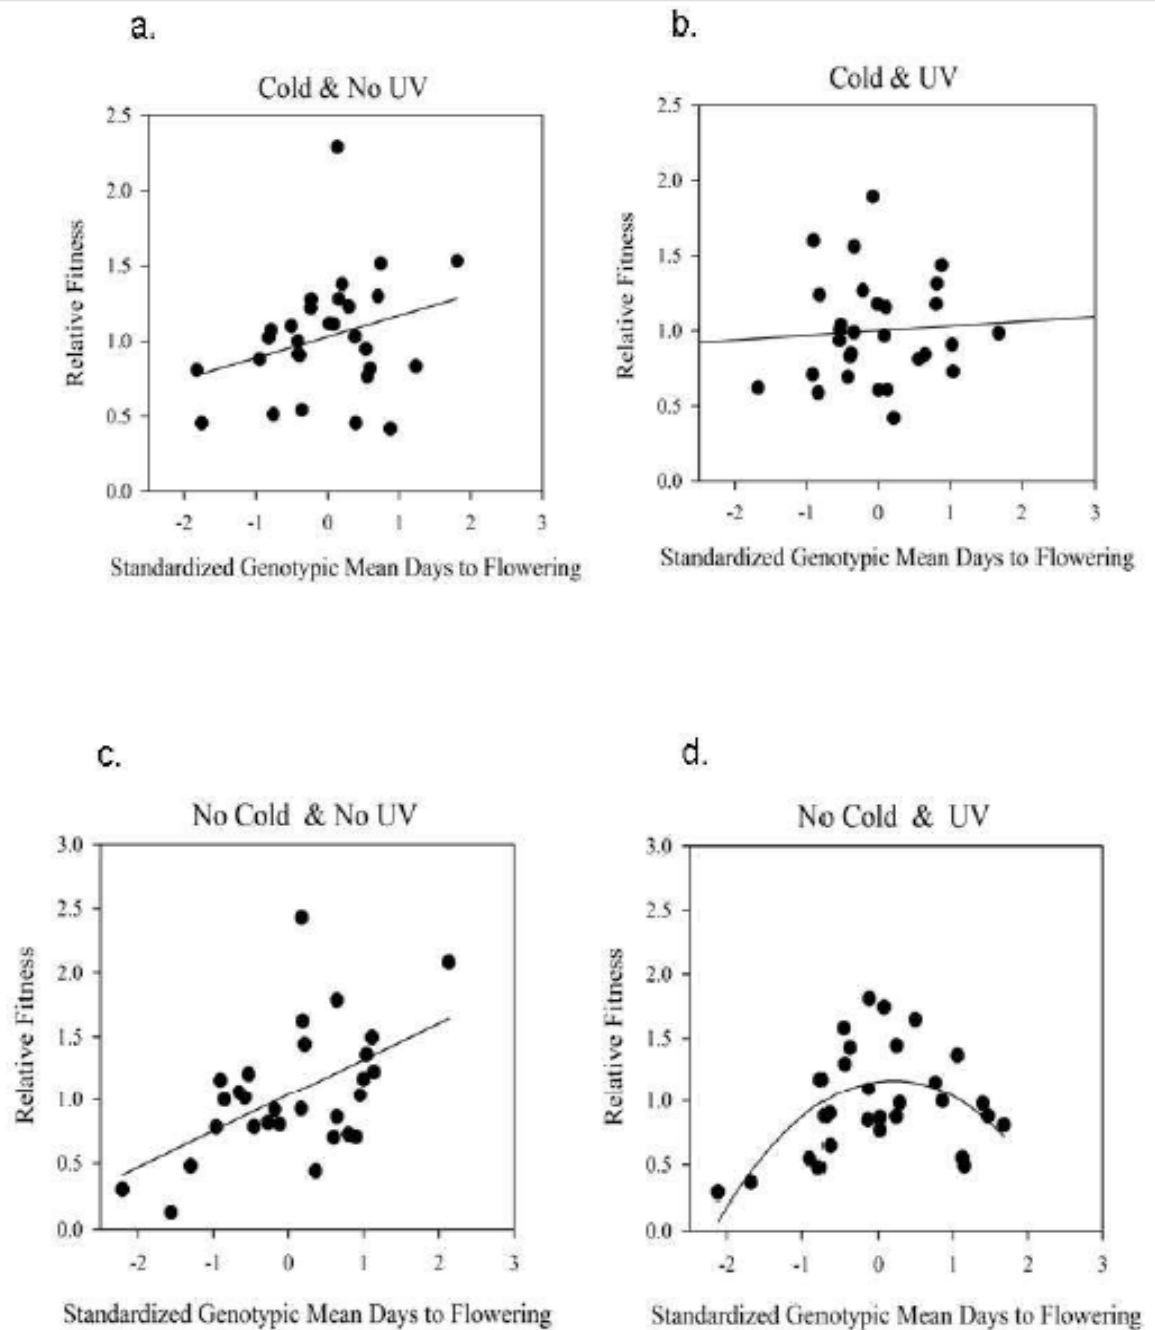 a.
Cold & No UV
2.5
2.0
1.5
1.0
0.5
0.0
Relative Fitness
-2 -1 0 1 2 3
Standardized Genotypic Mean Days to Flowering
b.
Cold & UV
2.5
2.0
1.5
1.0
0.5
0.0
Relative Fitness
-2 -1 0 1 2 3
Standardized Genotypic Mean Days to Flowering
c.
No Cold & No UV
3.0
2.5
2.0
1.5
1.0
0.5
0.0
Relative Fitness
-2 -1 0 1 2 3
Standardized Genotypic Mean Days to Flowering
d.
No Cold & UV
3.0
2.5
2.0
1.5
1.0
0.5
0.0
Relative Fitness
-2 -1 0 1 2 3
Standardized Genotypic Mean Days to Flowering